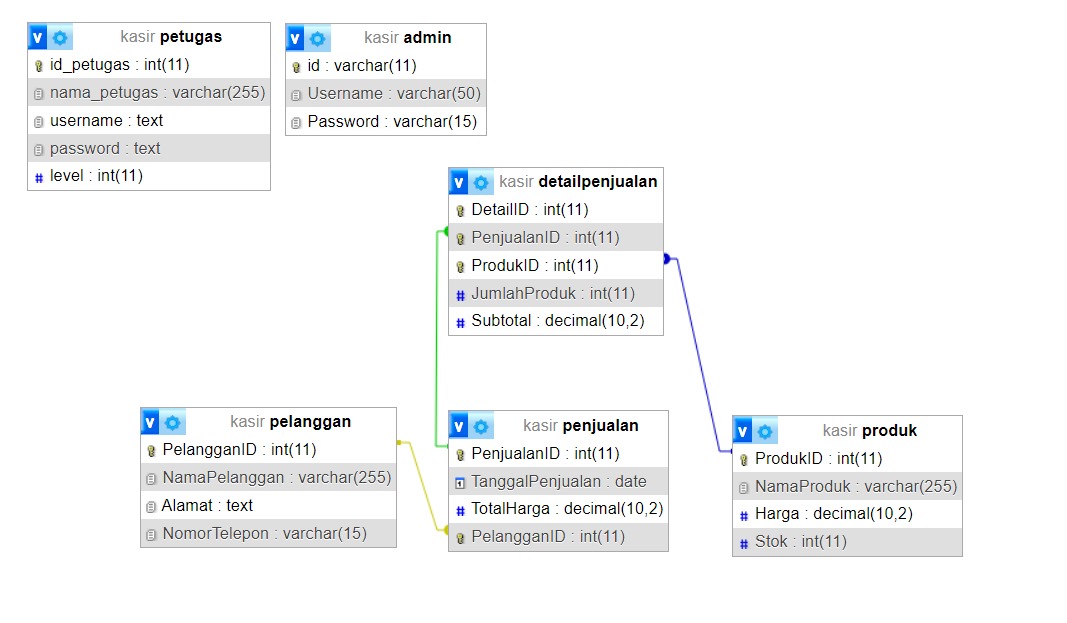 v kasir petugas
id_petugas : int(11)
nama_petugas : varchar(255)
username : text
password : text
# level : int(11)
v kasir admin
id : varchar(11)
Username : varchar(50)
Password : varchar(15)
v kasir detailpenjualan
DetailID : int(11)
PenjualanID : int(11)
ProdukID : int(11)
# JumlahProduk : int(11)
# Subtotal : decimal(10,2)
v kasir pelanggan
PelangganID : int(11)
NamaPelanggan : varchar(255)
Alamat : text
NomorTelepon : varchar(15)
v kasir penjualan
PenjualanID : int(11)
TanggalPenjualan : date
# TotalHarga : decimal(10,2)
PelangganID : int(11)
v kasir produk
ProdukID : int(11)
NamaProduk : varchar(255)
# Harga : decimal(10,2)
# Stok : int(11)